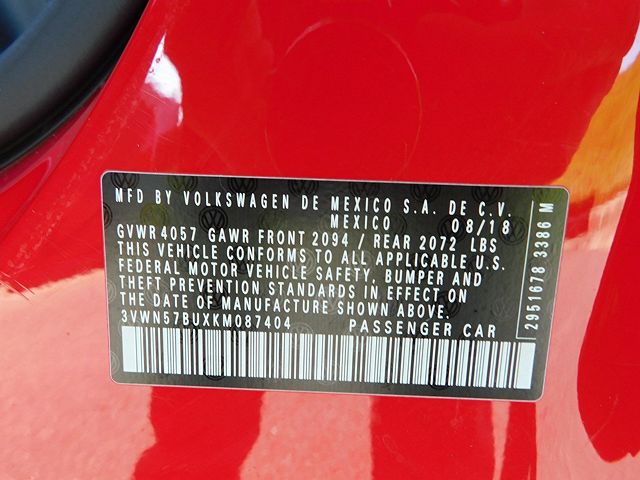 MFD BY VOLKSWAGEN DE MEXICO S.A. DE C.V.
MEXICO 08/18
GVWR 4057 GAWR FRONT 2094 / REAR 2072 LBS
THIS VEHICLE CONFORMS TO ALL APPLICABLE U.S.
FEDERAL MOTOR VEHICLE SAFETY, BUMPER AND
THEFT PREVENTION STANDARDS IN EFFECT ON
THE DATE OF MANUFACTURE SHOWN ABOVE.
3VWN57BUXKM087404 PASSENGER CAR
2951678 3386 M